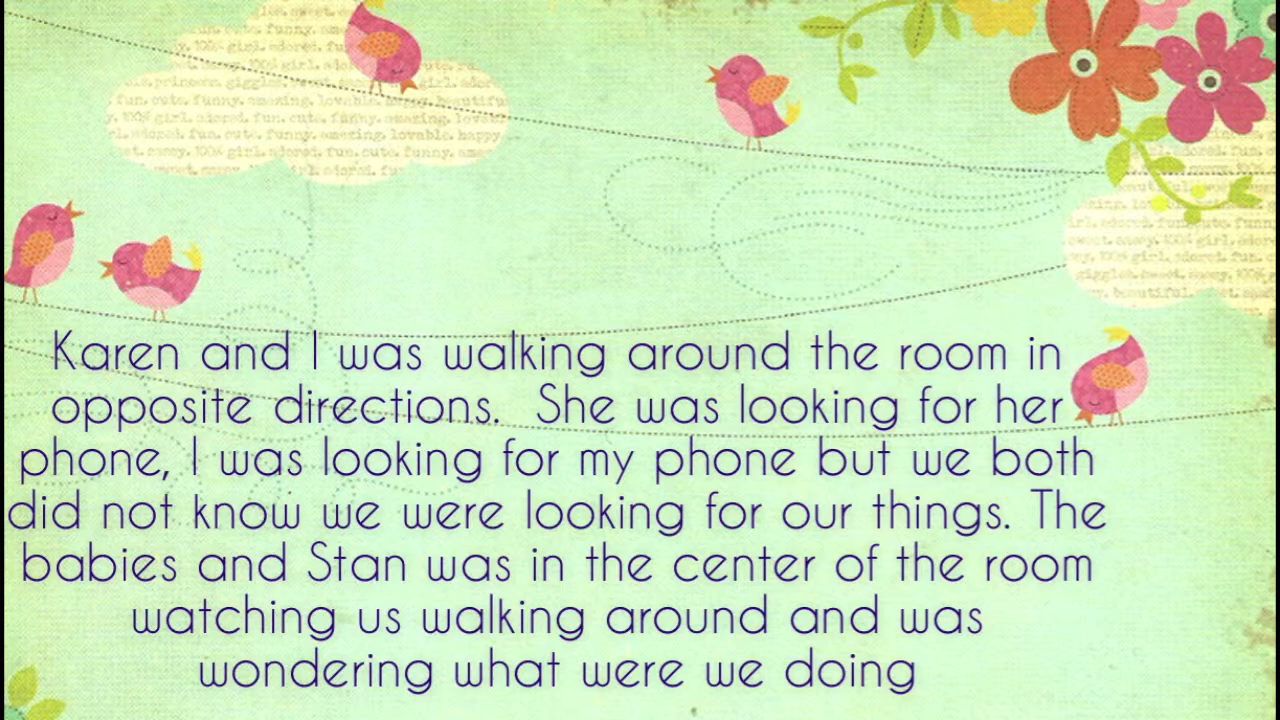 Karen and I was walking around the room in
opposite directions.  She was looking for her
phone, I was looking for my phone but we both
did not know we were looking for our things. The
babies and Stan was in the center of the room
watching us walking around and was
wondering what were we doing